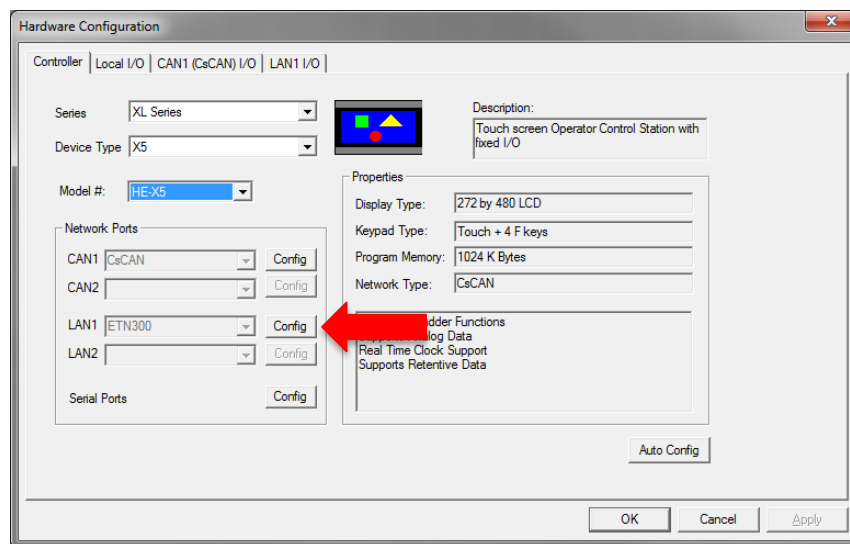 Hardware Configuration
x
Controller Local I/O CAN1 (CsCAN) I/O LAN1 I/O
Series XL Series
Device Type X5
Model #: HE-X5
Description:
Touch screen Operator Control Station with
fixed I/O
Network Ports
CAN1 CsCAN Config
CAN2 Config
LAN1 ETN300 Config
LAN2 Config
Serial Ports Config
Properties
Display Type: 272 by 480 LCD
Keypad Type: Touch + 4 F keys
Program Memory: 1024 K Bytes
Network Type: CsCAN
Functions
Data
Real Time Clock Support
Supports Retentive Data
Auto Config
OK Cancel Apply